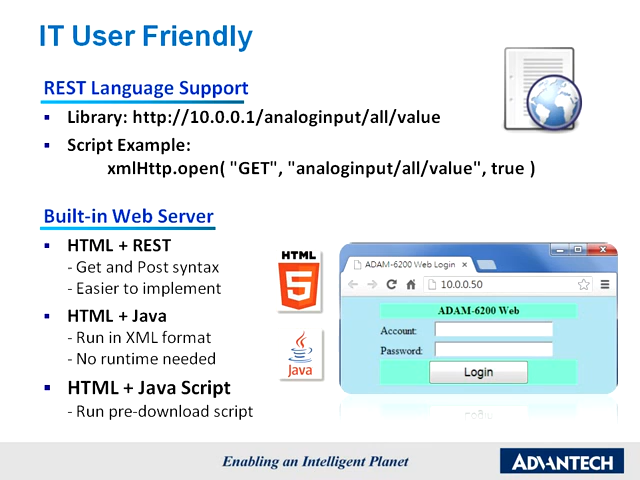 IT User Friendly
REST Language Support
▪ Library: http://10.0.0.1/analoginput/all/value
▪ Script Example:
xmlHttp.open( "GET", "analoginput/all/value", true )
Built-in Web Server
▪ HTML + REST
- Get and Post syntax
- Easier to implement
▪ HTML + Java
- Run in XML format
- No runtime needed
▪ HTML + Java Script
- Run pre-download script
HTML
5
Java
ADAM-6200 Web Login
10.0.0.50
ADAM-6200 Web
Account:
Password:
Login
Enabling an Intelligent Planet
ADVANTECH